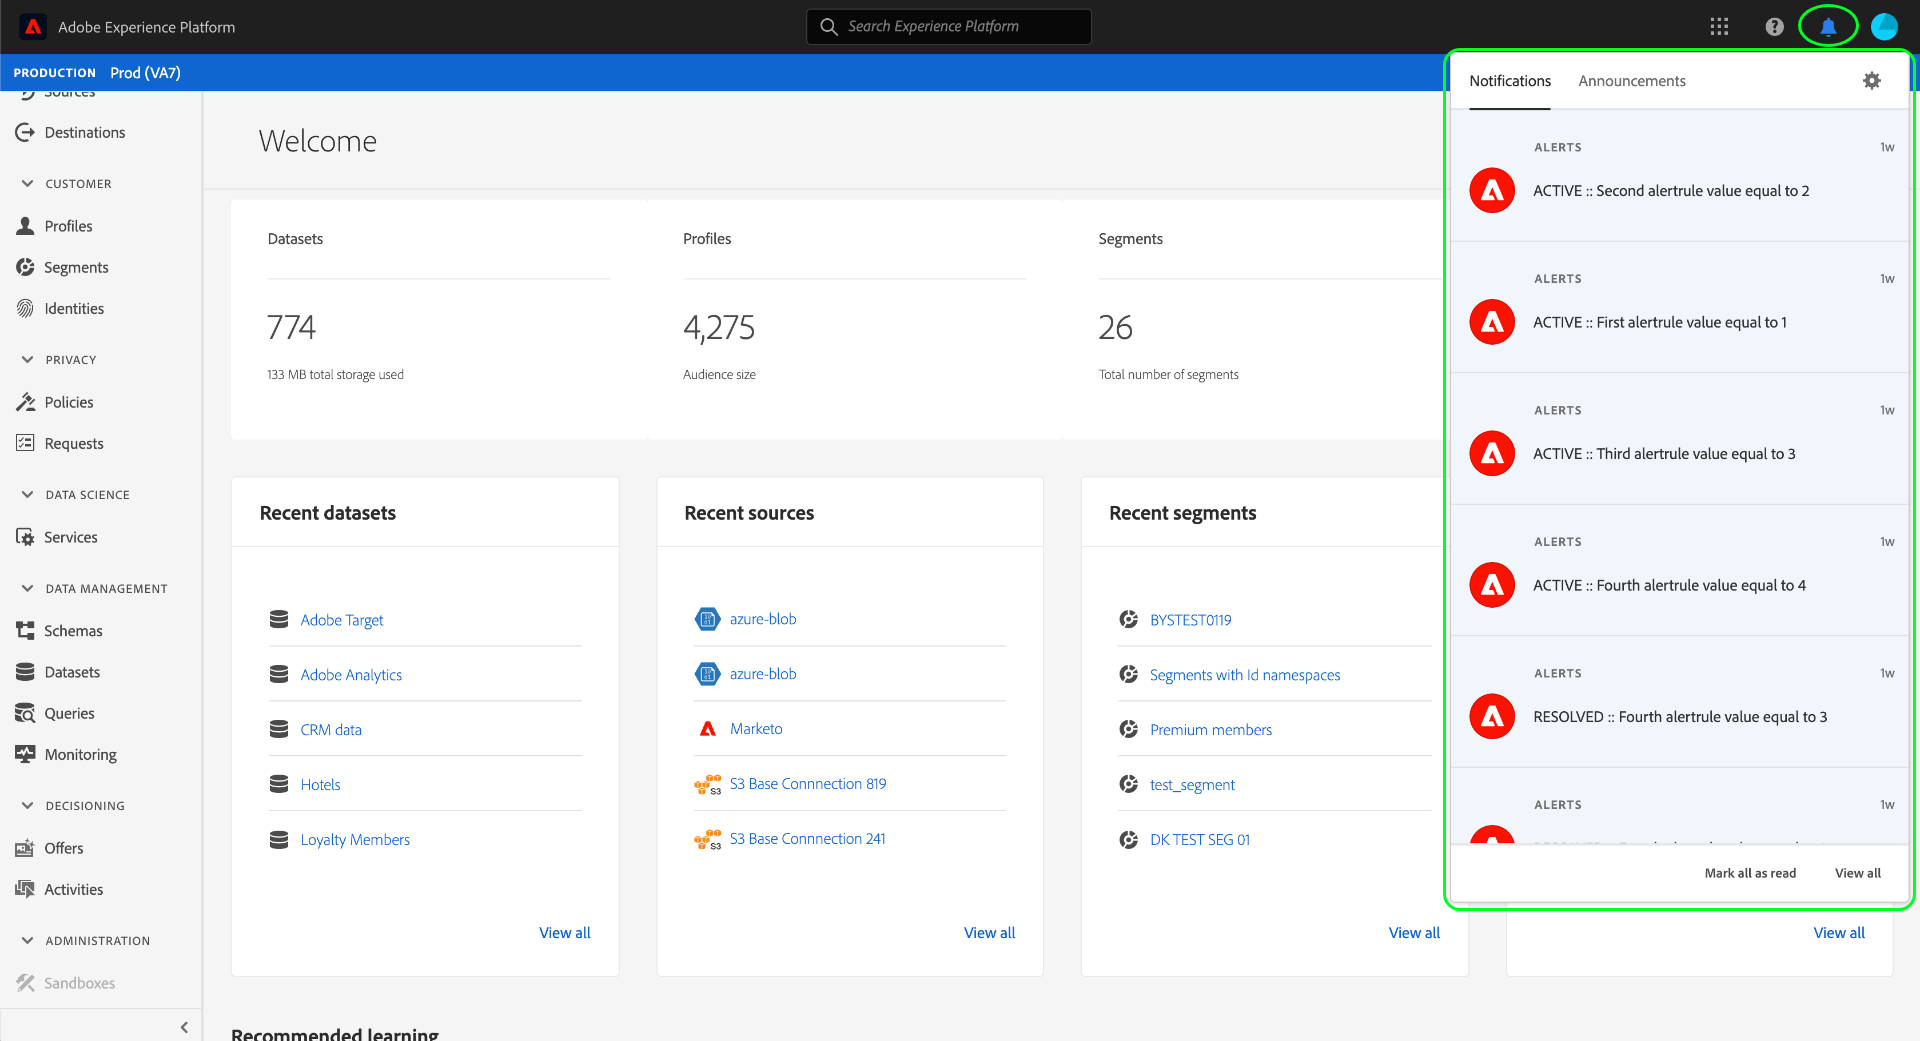 Adobe Experience Platform
Search Experience Platform
PRODUCTION Prod (VA7)
Sources
Destinations
CUSTOMER
Profiles
Segments
Identities
PRIVACY
Policies
Requests
DATA SCIENCE
Services
DATA MANAGEMENT
Schemas
Datasets
Queries
Monitoring
DECISIONING
Offers
Activities
ADMINISTRATION
Sandboxes
Welcome
Datasets
774
133 MB total storage used
Profiles
4,275
Audience size
Segments
26
Total number of segments
Recent datasets
Adobe Target
Adobe Analytics
CRM data
Hotels
Loyalty Members
View all
Recent sources
azure-blob
azure-blob
Marketo
S3 Base Connnection 819
S3 Base Connnection 241
View all
Recent segments
BYSTEST0119
Segments with Id namespaces
Premium members
test_segment
DK TEST SEG 01
View all
View all
Recommended learning
Notifications Announcements
ALERTS 1w
ACTIVE :: Second alertrule value equal to 2
ALERTS 1w
ACTIVE :: First alertrule value equal to 1
ALERTS 1w
ACTIVE :: Third alertrule value equal to 3
ALERTS 1w
ACTIVE :: Fourth alertrule value equal to 4
ALERTS 1w
RESOLVED :: Fourth alertrule value equal to 3
ALERTS 1w
Mark all as read View all